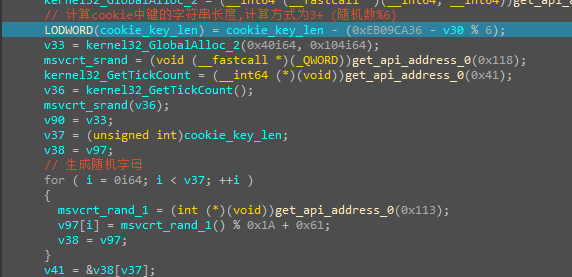 kernel32_GlobalAlloc_2 = (__int64 (__fastcall *)(__int64, __int64))get_api_address_0(0x64);
// 计算cookie中键的字符串长度,计算方式为3+ (随机数%6)
LODWORD(cookie_key_len) = cookie_key_len - (0xEB09CA36 - v30 % 6);
v33 = kernel32_GlobalAlloc_2(0x40i64, 0x104i64);
msvcrt_srand = (void (__fastcall *)(_QWORD))get_api_address_0(0x118);
kernel32_GetTickCount = (__int64 (*)(void))get_api_address_0(0x41);
v36 = kernel32_GetTickCount();
msvcrt_srand(v36);
v90 = v33;
v37 = (unsigned int)cookie_key_len;
v38 = v97;
// 生成随机字母
for ( i = 0i64; i < v37; ++i )
{
msvcrt_rand_1 = (int (*)(void))get_api_address_0(0x113);
v97[i] = msvcrt_rand_1() % 0x1A + 0x61;
v38 = v97;
}
v41 = &v38[v37];